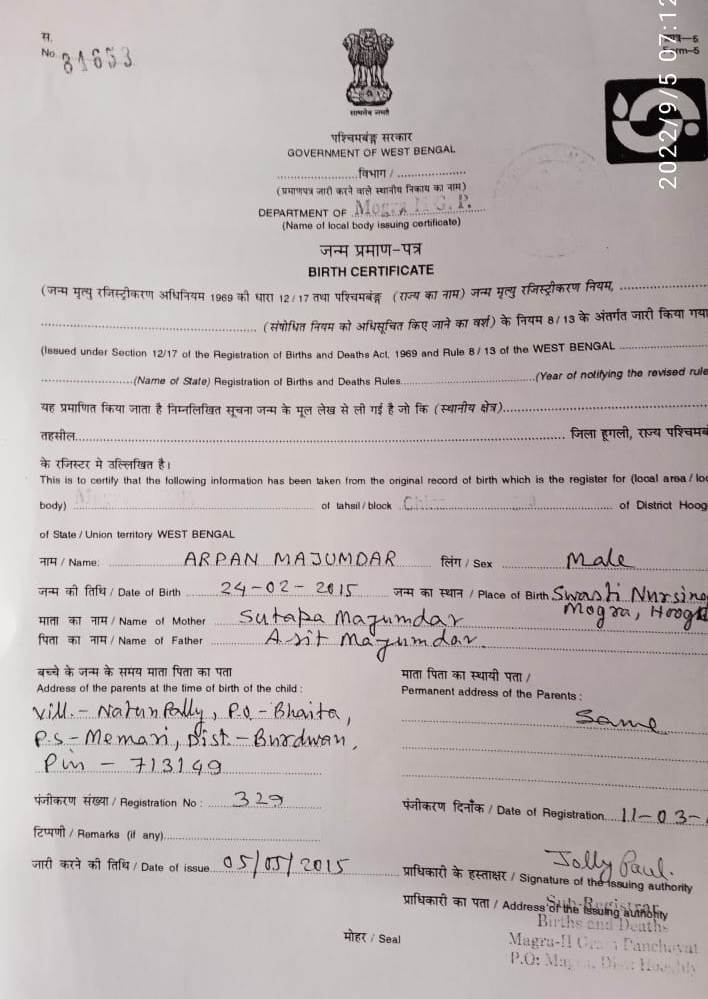 स.
No 31653
-5
rm-5
2022/9/5 07:12
सत्यमेव जयते
पश्चिमबंङ्ग सरकार
GOVERNMENT OF WEST BENGAL
विभाग /
(प्रमाणपत्र जारी करने वाले स्थानीय निकाय का नाम)
DEPARTMENT OF Mogra II G. P.
(Name of local body issuing certificate)
जन्म प्रमाण-पत्र
BIRTH CERTIFICATE
(जन्म मृत्यु रजिस्ट्रीकरण अधिनियम 1969 की धारा 12/17 तथा पश्चिमबंङ्ग (राज्य का नाम) जन्म मृत्यु रजिस्ट्रीकरण नियम,
(संषोधित नियम को अधिसूचित किए जाने का वर्श) के नियम 8/13 के अंतर्गत जारी किया गया
(Issued under Section 12/17 of the Registration of Births and Deaths Act, 1969 and Rule 8/13 of the WEST BENGAL
(Name of State) Registration of Births and Deaths Rules (Year of notifying the revised rule
यह प्रमाणित किया जाता है निम्नलिखित सूचना जन्म के मूल लेख से ली गई है जो कि (स्थानीय क्षेत्र)
तहसील जिला हूगली, राज्य पश्चिमब
के रजिस्टर मे उल्लिखित है।
This is to certify that the following information has been taken from the original record of birth which is the register for (local area / loc
body) of tahsil / block of District Hoog
of State / Union territory WEST BENGAL
नाम / Name: ARPAN MAJUMDAR लिंग / Sex Male
जन्म की तिथि / Date of Birth 24-02-2015 जन्म का स्थान / Place of Birth Swasti Nursing
Mogra, Hoogl
माता का नाम / Name of Mother Sutapa Mazumdar
पिता का नाम / Name of Father Asit Mazumdar
बच्चे के जन्म के समय माता पिता का पता
Address of the parents at the time of birth of the child :
माता पिता का स्थायी पता /
Permanent address of the Parents :
Vill.- Natunpally, P.O - Bhaita,
P.S - Memari, Dist. - Burdwan,
Pin - 713149
Same
पंजीकरण संख्या / Registration No : 329 पंजीकरण दिनाँक / Date of Registration 11-03-
टिप्पणी / Remarks (if any)
जारी करने की तिथि / Date of issue 05/05/2015
Jolly Paul.
प्राधिकारी के हस्ताक्षर / Signature of the issuing authority
प्राधिकारी का पता / Address of the issuing authority
Sub-Registrar
Births and Deaths
Magra-II Gram Panchayat
P.O: Dist: Hooghly
मोहर / Seal